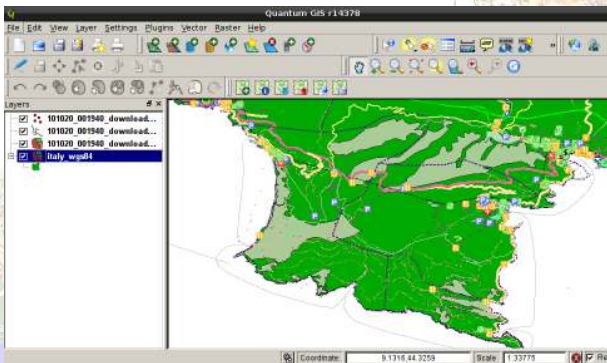 Quantum GIS r14378
File Edit View Layer Settings Plugins Vector Raster Help
Layers
101020_001940_download...
101020_001940_download...
101020_001940_download...
italy_wgs84
Coordinate: 9.1316,44.3259 Scale 1:33775 Re